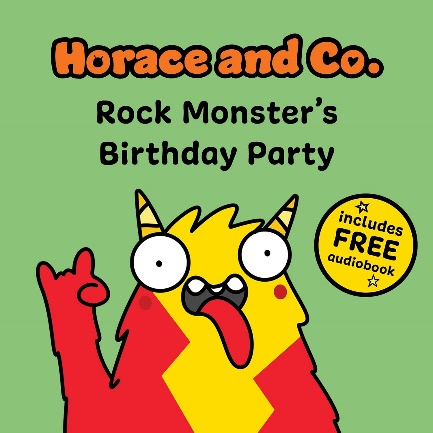 Horace and Co.
Rock Monster's
Birthday Party
includes
FREE
audiobook